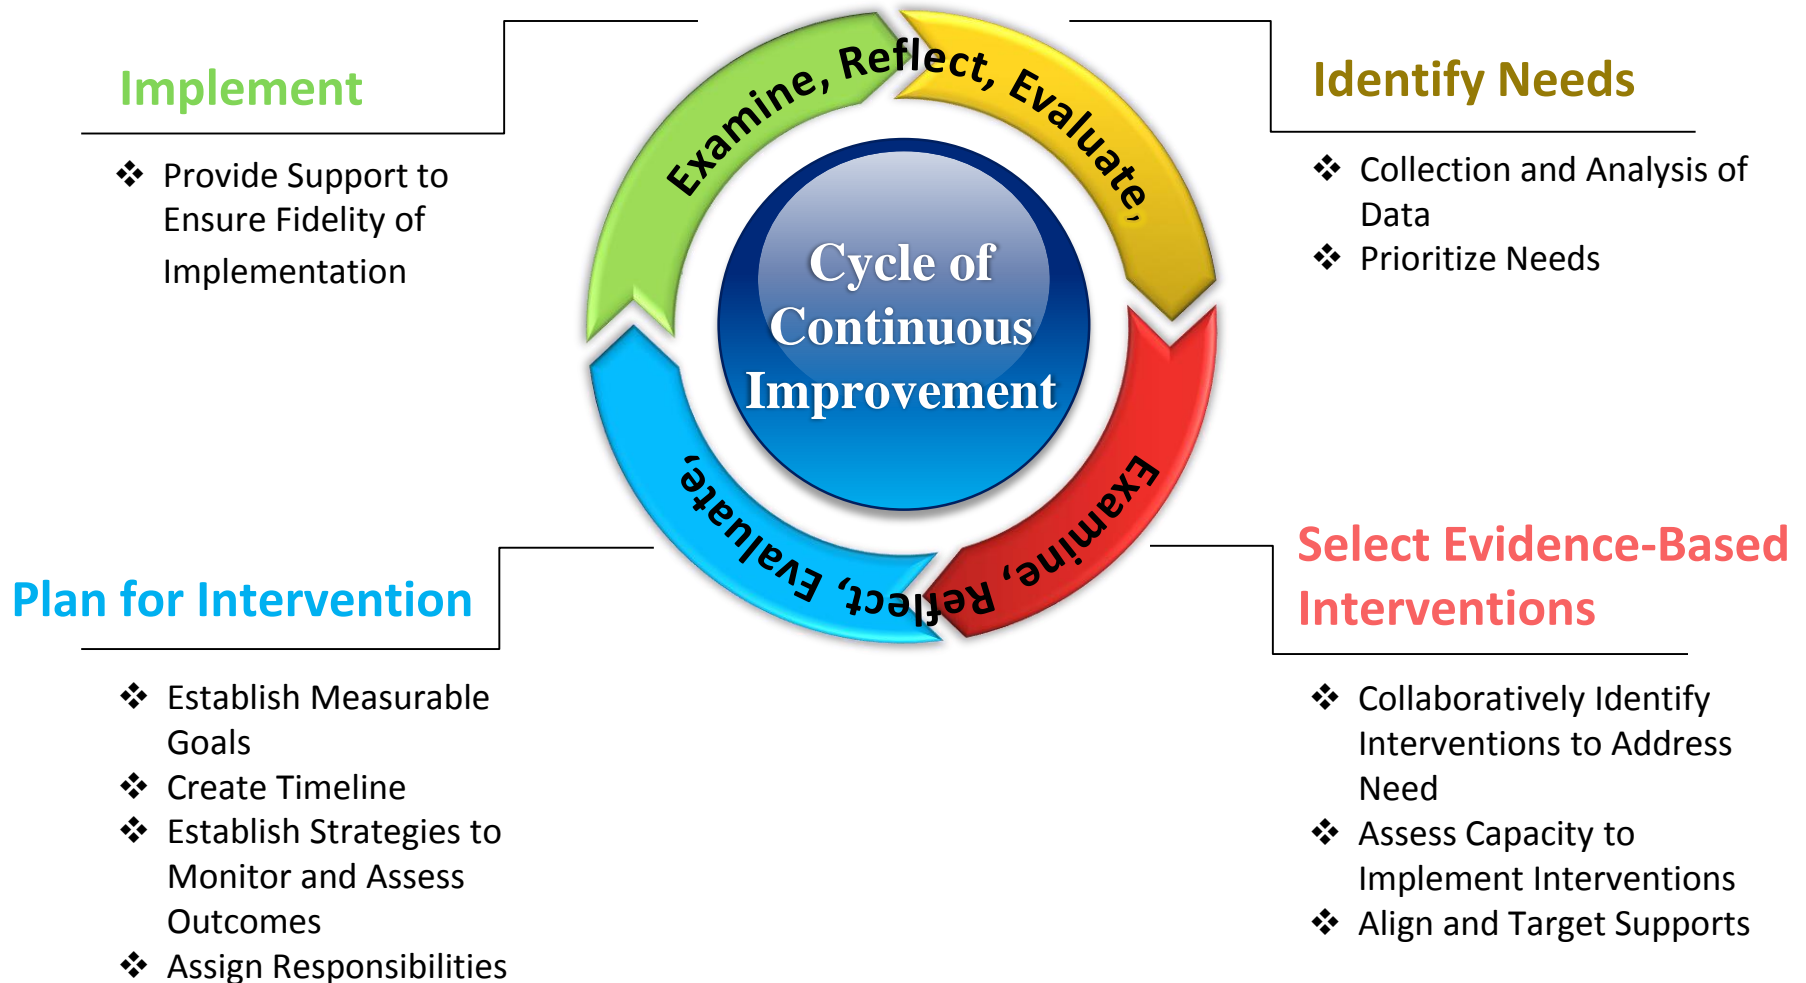 Implement
❖ Provide Support to
Ensure Fidelity of
Implementation
Examine, Reflect, Evaluate,
Identify Needs
❖ Collection and Analysis of
Data
❖ Prioritize Needs
Cycle of
Continuous
Improvement
Examine, Reflect, Evaluate,
Select Evidence-Based
Interventions
❖ Collaboratively Identify
Interventions to Address
Need
❖ Assess Capacity to
Implement Interventions
❖ Align and Target Supports
Plan for Intervention
❖ Establish Measurable
Goals
❖ Create Timeline
❖ Establish Strategies to
Monitor and Assess
Outcomes
❖ Assign Responsibilities